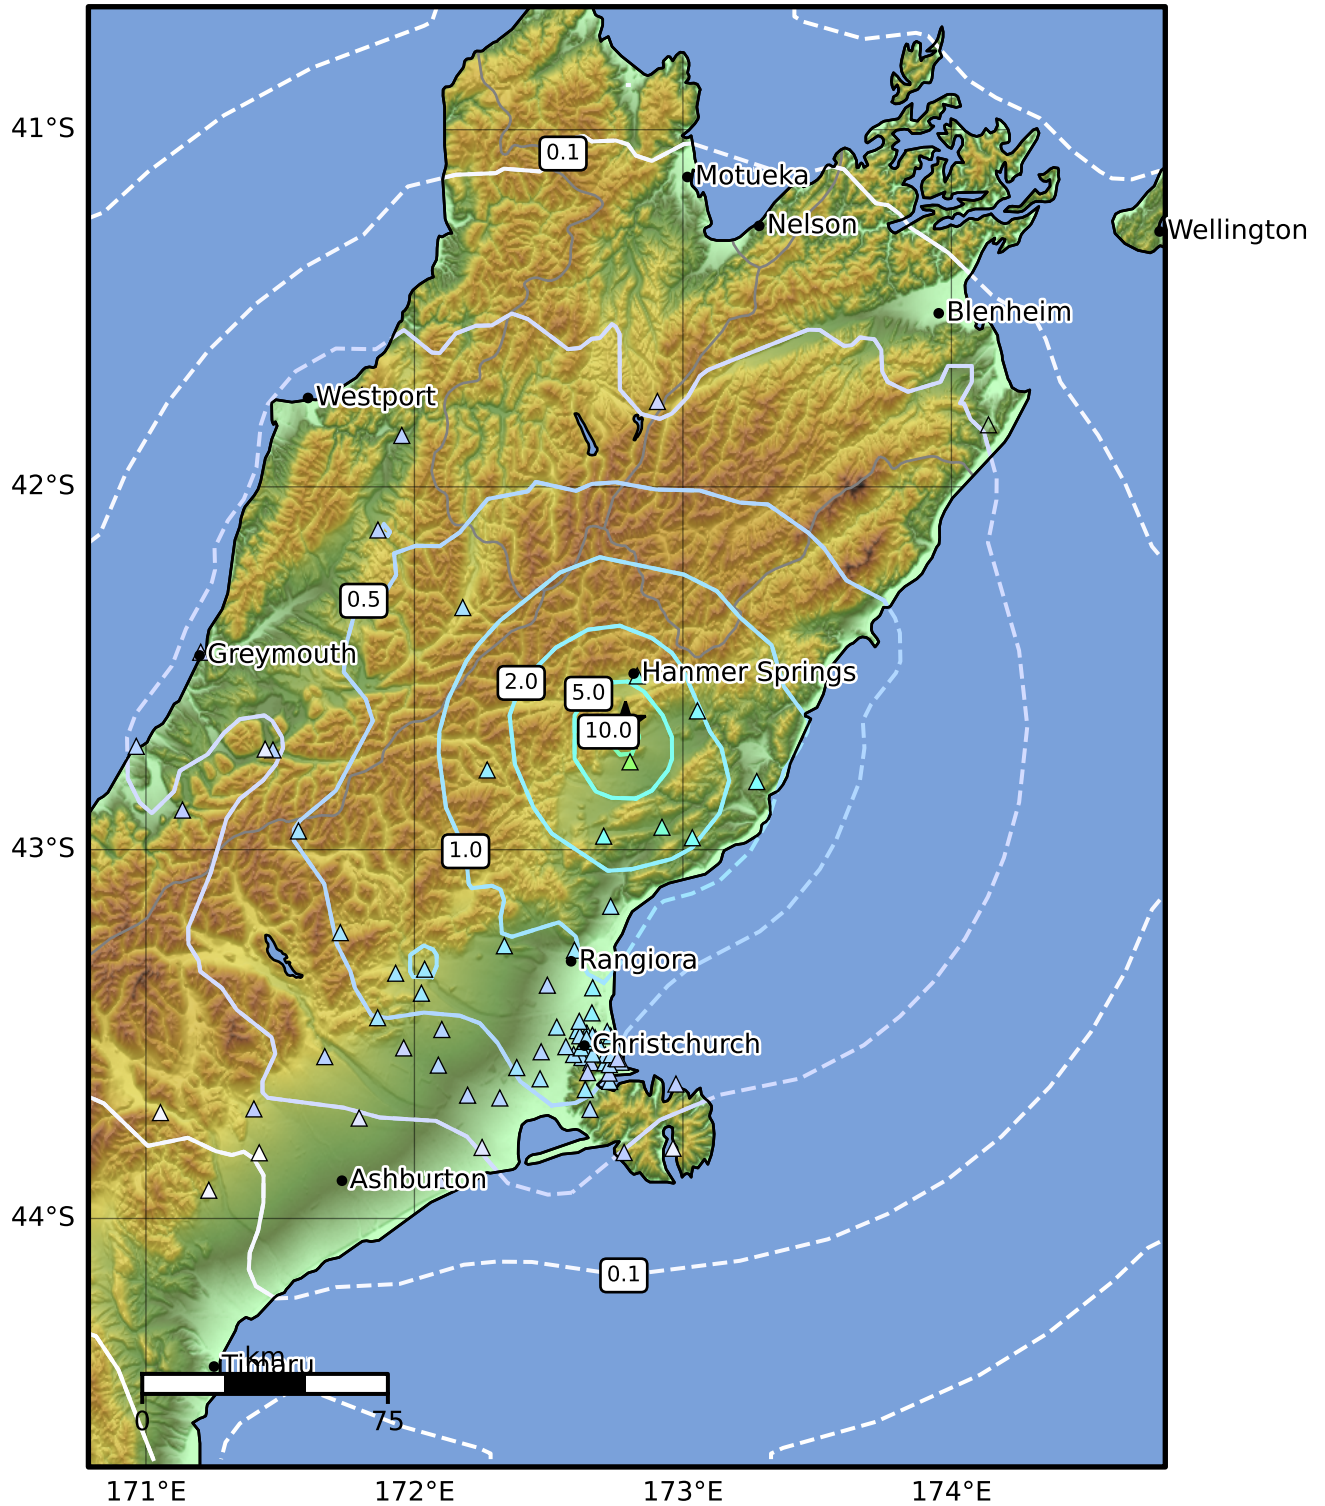 41°S
0.1
Motueka
Nelson
Wellington
Blenheim
Westport
42°S
0.5
Greymouth
Hanmer Springs
2.0
5.0
10.0
43°S
1.0
Rangiora
Christchurch
Ashburton
44°S
0.1
km
Timaru
0
75
171°E
172°E
173°E
174°E